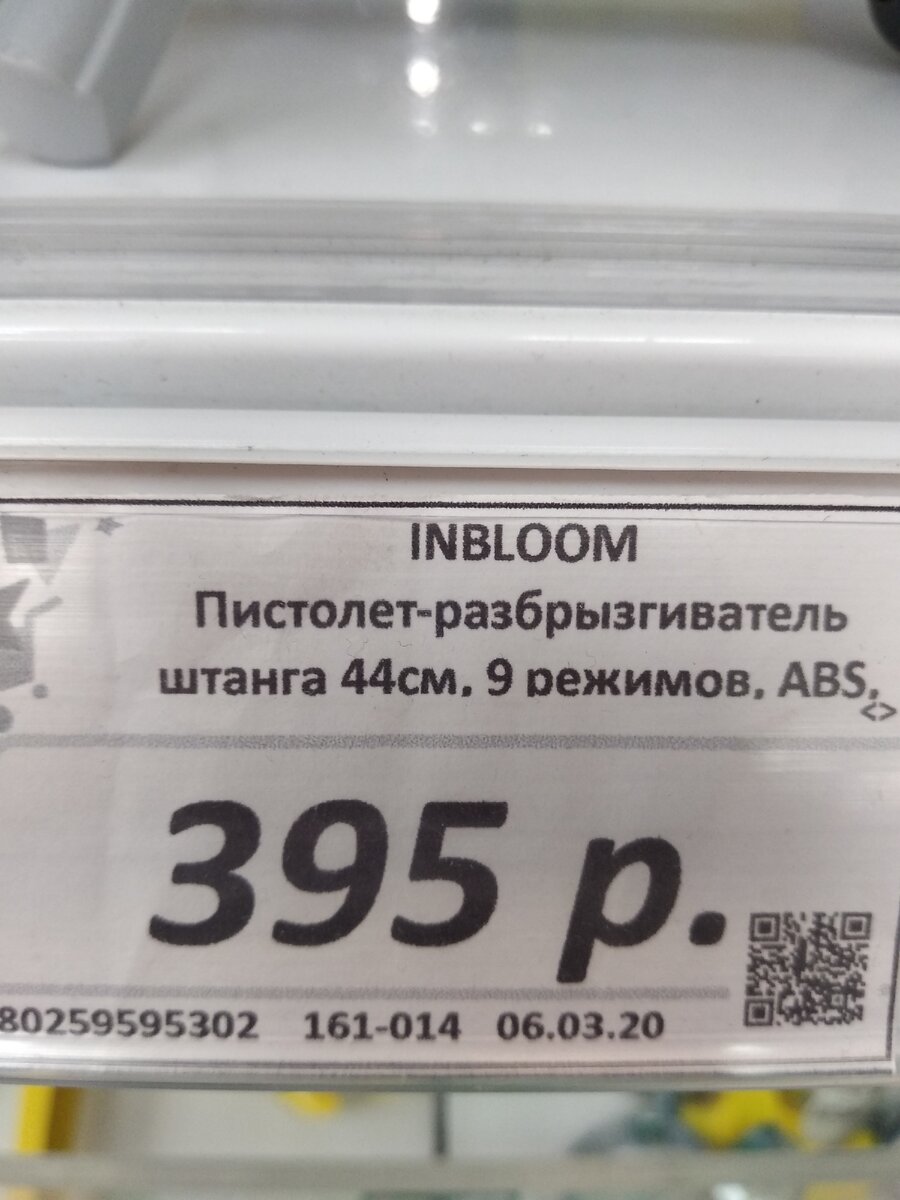 INBLOOM
Пистолет-разбрызгиватель
штанга 44см, 9 режимов, ABS,
<>
395 р.
80259595302 161-014 06.03.20